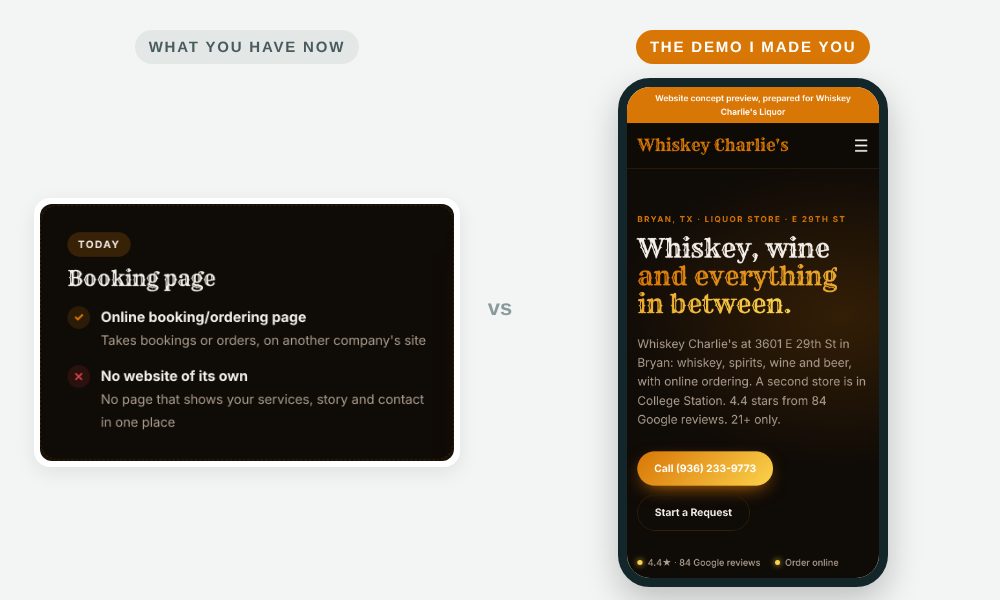 WHAT YOU HAVE NOW
TODAY
Booking page
Online booking/ordering page
Takes bookings or orders, on another company's site
No website of its own
No page that shows your services, story and contact
in one place
vs
THE DEMO I MADE YOU
Website concept preview, prepared for Whiskey
Charlie's Liquor
Whiskey Charlie's
BRYAN, TX · LIQUOR STORE · E 29TH ST
Whiskey, wine
and everything
in between.
Whiskey Charlie's at 3601 E 29th St in
Bryan: whiskey, spirits, wine and beer,
with online ordering. A second store is in
College Station. 4.4 stars from 84
Google reviews. 21+ only.
Call (936) 233-9773
Start a Request
4.4★ · 84 Google reviews
Order online